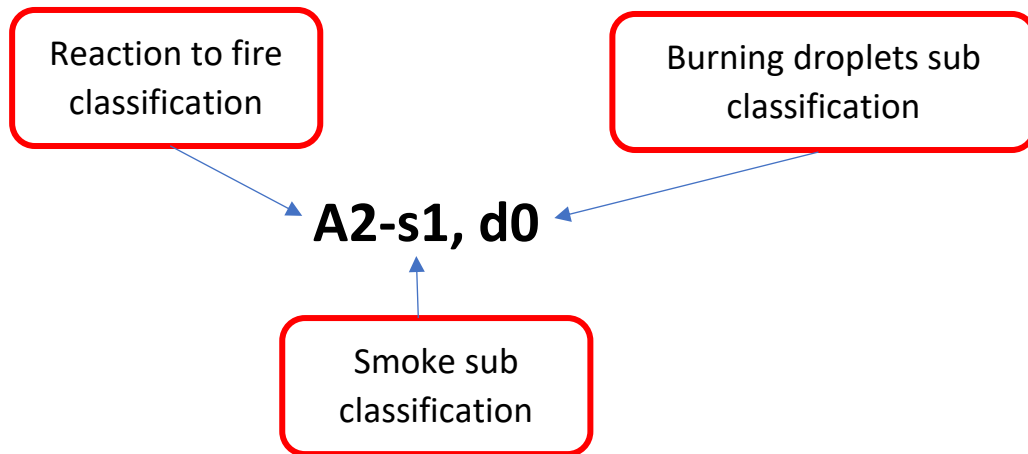 Reaction to fire
classification
Burning droplets sub
classification
A2-s1, d0
Smoke sub
classification